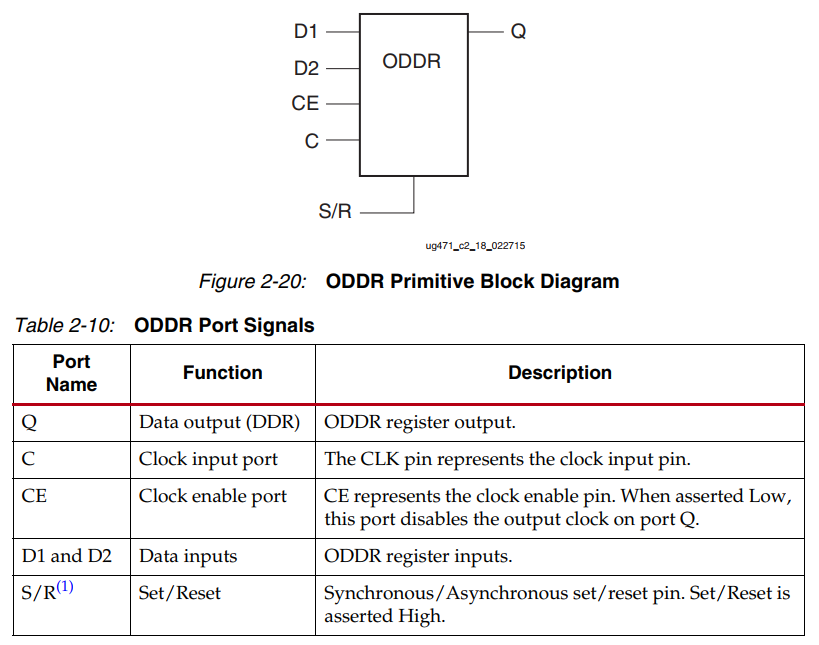 D1
Q
ODDR
D2
CE
C
S/R
ug471_c2_18_022715
Figure 2-20: ODDR Primitive Block Diagram
Table 2-10: ODDR Port Signals
Port
Name
Function
Description
Q
Data output (DDR)
ODDR register output.
C
Clock input port
The CLK pin represents the clock input pin.
CE
Clock enable port
CE represents the clock enable pin. When asserted Low,
this port disables the output clock on port Q.
D1 and D2
Data inputs
ODDR register inputs.
S/R(1)
Set/Reset
Synchronous/Asynchronous set/reset pin. Set/Reset is
asserted High.